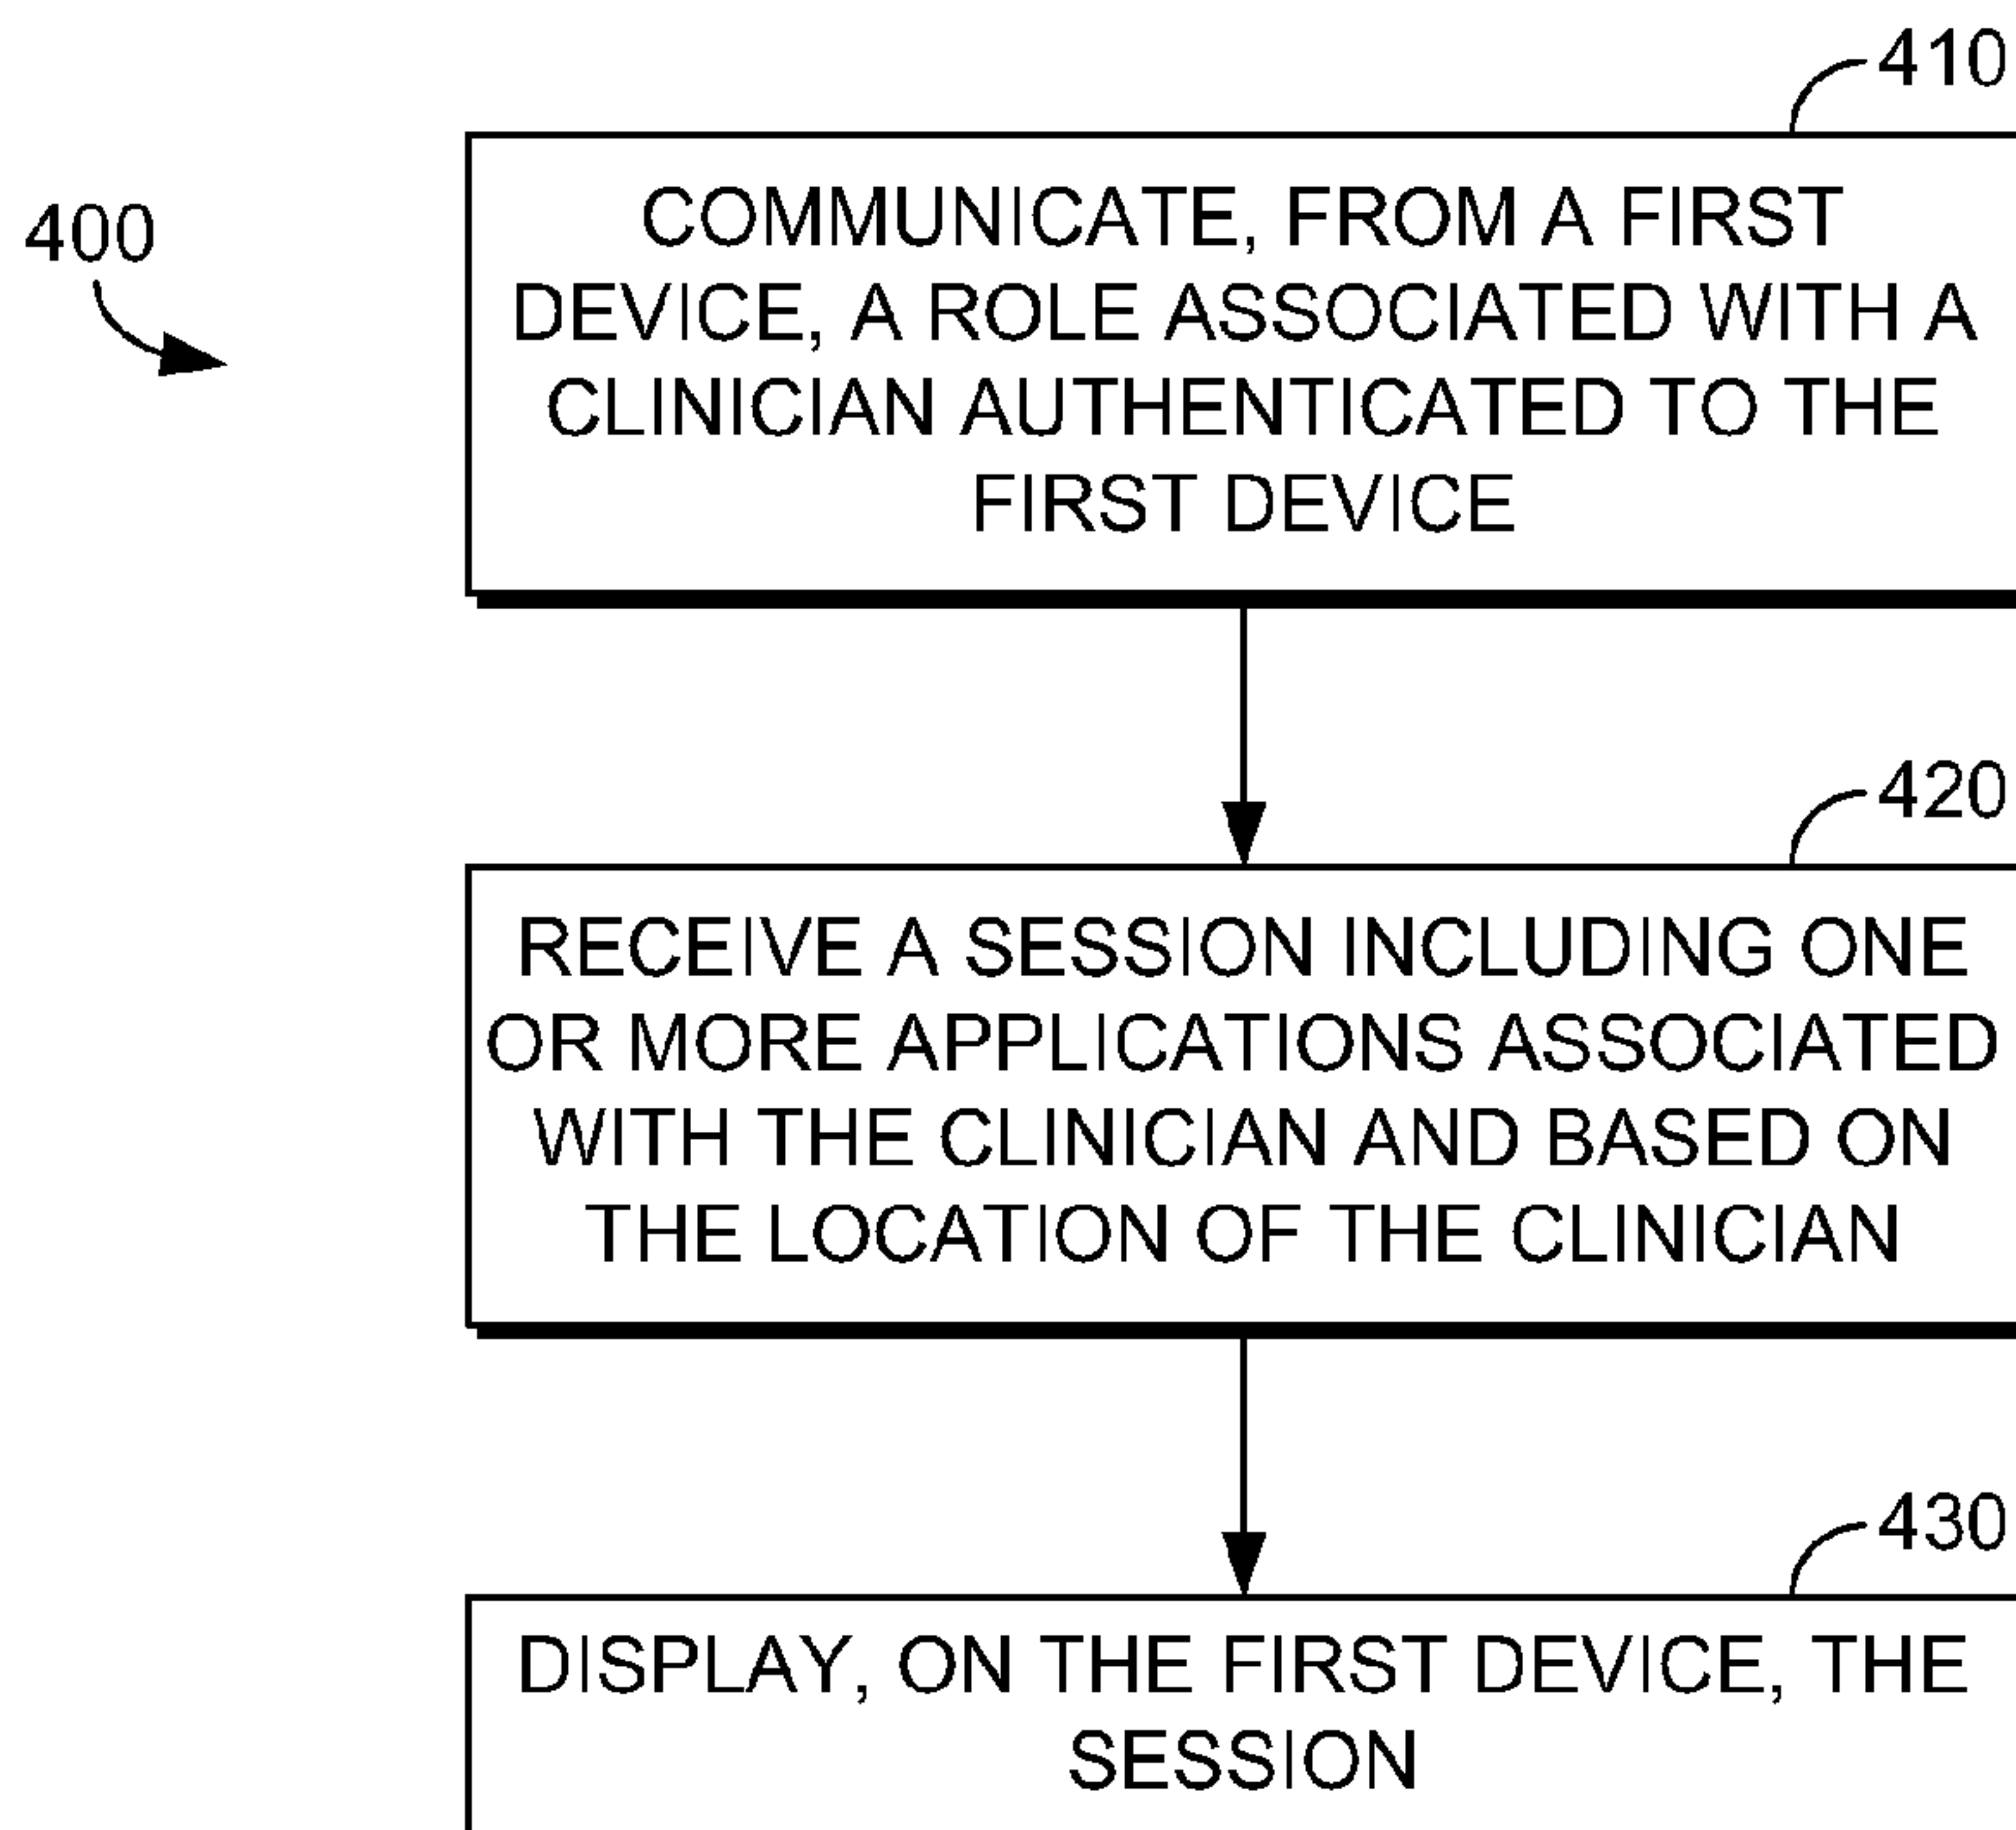 410
400
COMMUNICATE, FROM A FIRST
DEVICE, A ROLE ASSOCIATED WITH A
CLINICIAN AUTHENTICATED TO THE
FIRST DEVICE
420
RECEIVE A SESSION INCLUDING ONE
OR MORE APPLICATIONS ASSOCIATED
WITH THE CLINICIAN AND BASED ON
THE LOCATION OF THE CLINICIAN
430
DISPLAY, ON THE FIRST DEVICE, THE
SESSION